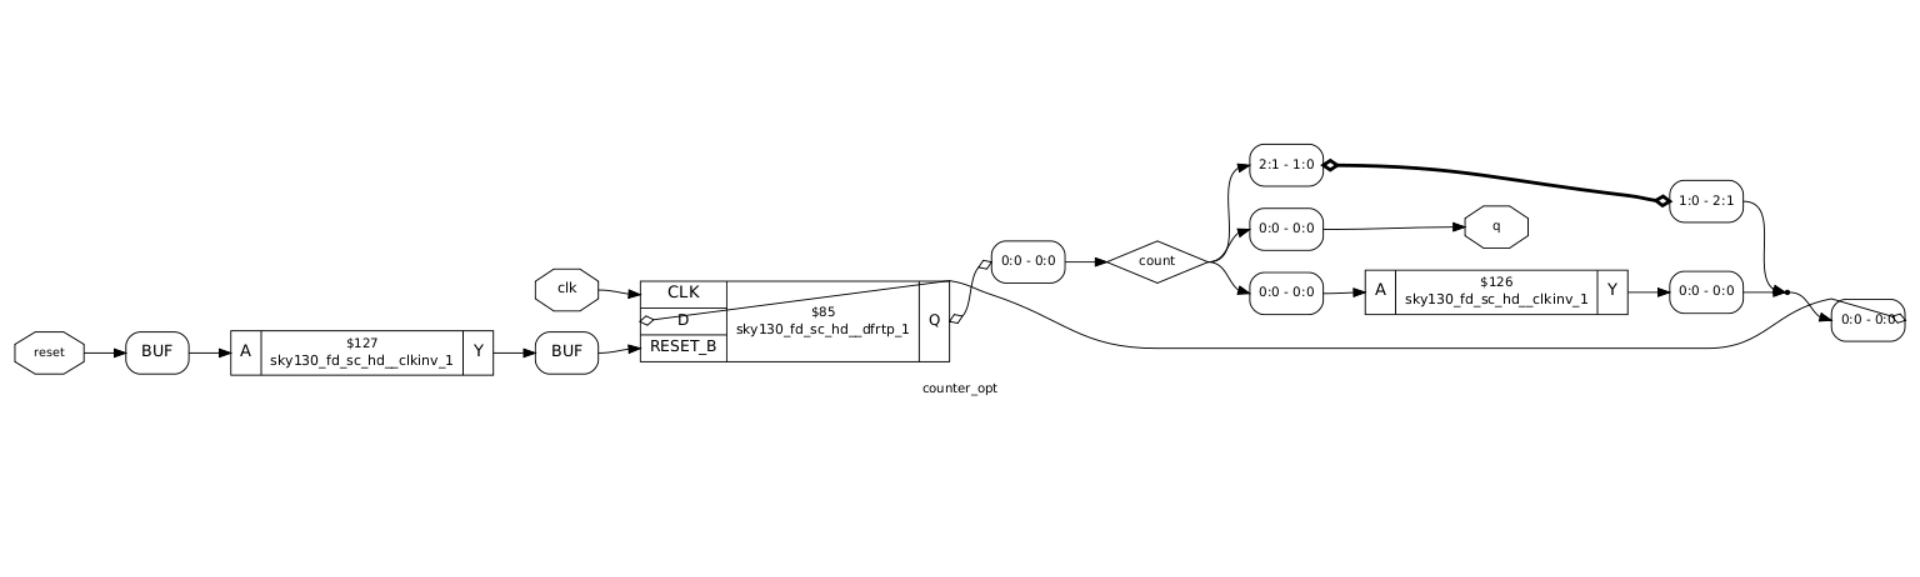 reset
BUF
A
$127
sky130_fd_sc_hd__clkinv_1
Y
clk
BUF
CLK
D
RESET_B
$85
sky130_fd_sc_hd__dfrtp_1
Q
0:0 - 0:0
count
2:1 - 1:0
0:0 - 0:0
0:0 - 0:0
q
A
$126
sky130_fd_sc_hd__clkinv_1
Y
1:0 - 2:1
0:0 - 0:0
0:0 - 0:0
counter_opt